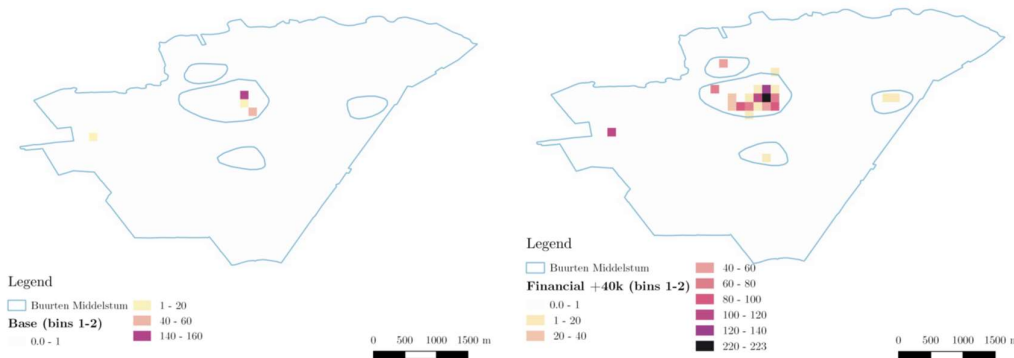 Legend
Buurten Middelstum
Base (bins 1-2)
0.0 - 1
1 - 20
40 - 60
140 - 160
0 500 1000 1500 m
Legend
Buurten Middelstum
Financial +40k (bins 1-2)
0.0 - 1
1 - 20
20 - 40
40 - 60
60 - 80
80 - 100
100 - 120
120 - 140
220 - 223
0 500 1000 1500 m